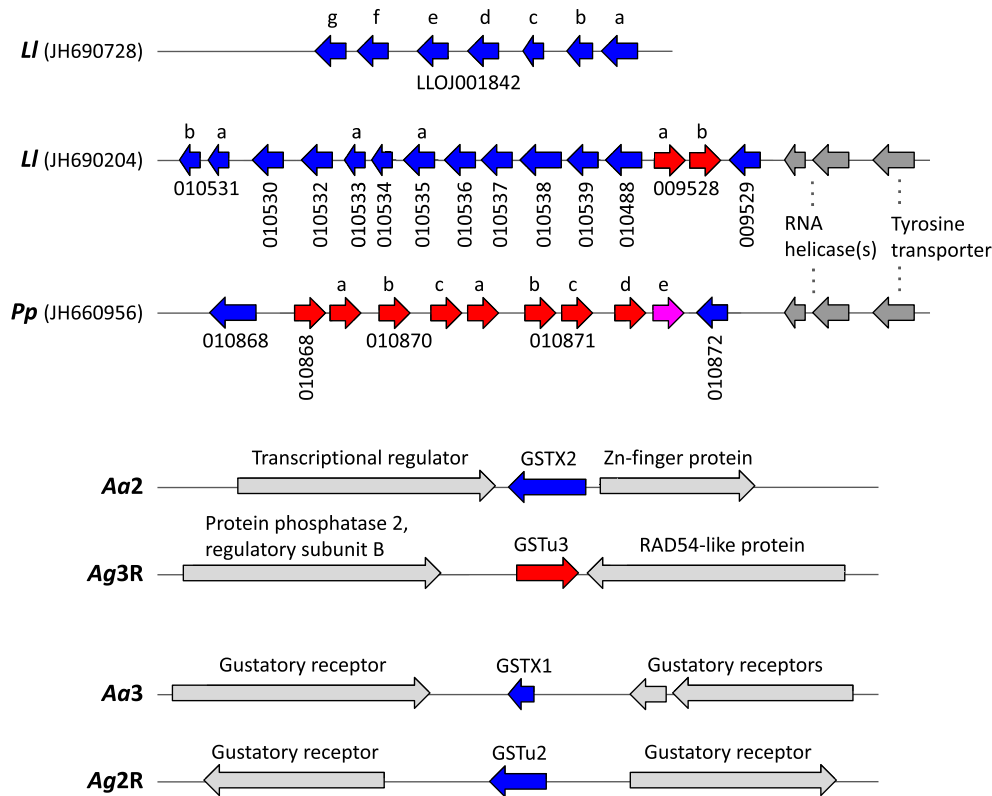 g f e d c b a
Ll (JH690728)
LLOJ001842
b a a a a b
Ll (JH690204)
010531 010530 010532 010533 010534 010535 010536 010537 010538 010539 010488 009528 009529
RNA Tyrosine
helicase(s) transporter
a b c a b c d e
Pp (JH660956)
010868 010868 010870 010871 010872
Transcriptional regulator GSTX2 Zn-finger protein
Aa2
Protein phosphatase 2,
regulatory subunit B GSTu3 RAD54-like protein
Ag3R
Gustatory receptor GSTX1 Gustatory receptors
Aa3
Gustatory receptor GSTu2 Gustatory receptor
Ag2R